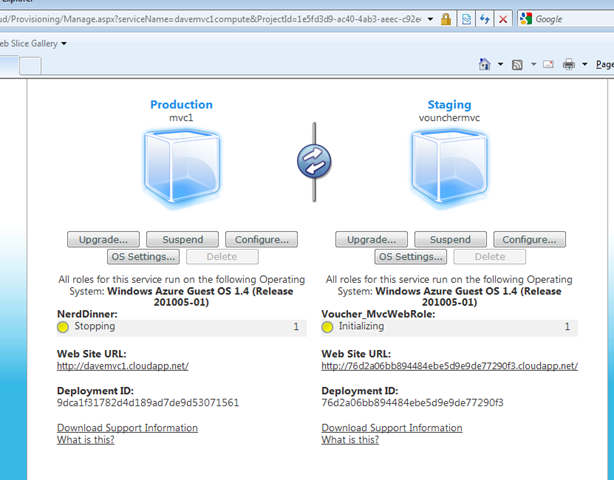 Explorer
ud/Provisioning/Manage.aspx?serviceName=davemvc1compute&ProjectId=1e5fd3d9-ac40-4ab3-aeec-c92e
Google
eb Slice Gallery
Page
Production
mvc1
Upgrade...
Suspend
Configure...
OS Settings...
Delete
All roles for this service run on the following Operating
System: Windows Azure Guest OS 1.4 (Release
201005-01)
NerdDinner:
Stopping 1
Web Site URL:
http://davemvc1.cloudapp.net/
Deployment ID:
9dca1f31782d4d189ad7de9d53071561
Download Support Information
What is this?
Staging
vounchermvc
Upgrade...
Suspend
Configure...
OS Settings...
Delete
All roles for this service run on the following Operating
System: Windows Azure Guest OS 1.4 (Release
201005-01)
Voucher_MvcWebRole:
Initializing 1
Web Site URL:
http://76d2a06bb894484ebe5d9e9de77290f3.cloudapp.net/
Deployment ID:
76d2a06bb894484ebe5d9e9de77290f3
Download Support Information
What is this?